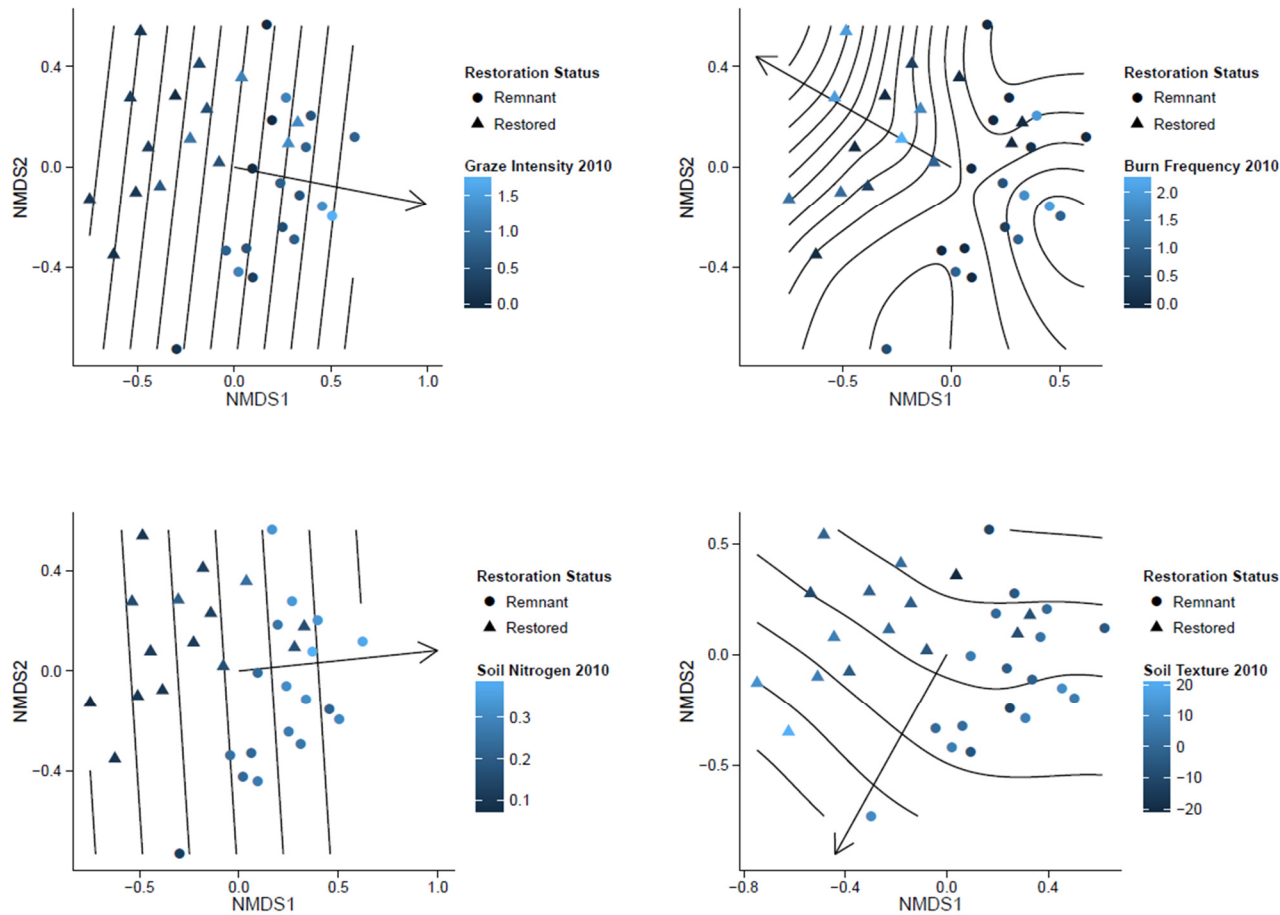 0.4
0.0
−0.4
NMDS2
−0.5
0.0
0.5
1.0
NMDS1
Restoration Status
Remnant
Restored
Graze Intensity 2010
1.5
1.0
0.5
0.0
0.4
0.0
−0.4
NMDS2
−0.5
0.0
0.5
NMDS1
Restoration Status
Remnant
Restored
Burn Frequency 2010
2.0
1.5
1.0
0.5
0.0
0.4
0.0
−0.4
NMDS2
−0.5
0.0
0.5
1.0
NMDS1
Restoration Status
Remnant
Restored
Soil Nitrogen 2010
0.3
0.2
0.1
0.5
0.0
−0.5
NMDS2
−0.8
−0.4
0.0
0.4
NMDS1
Restoration Status
Remnant
Restored
Soil Texture 2010
20
10
0
−10
−20